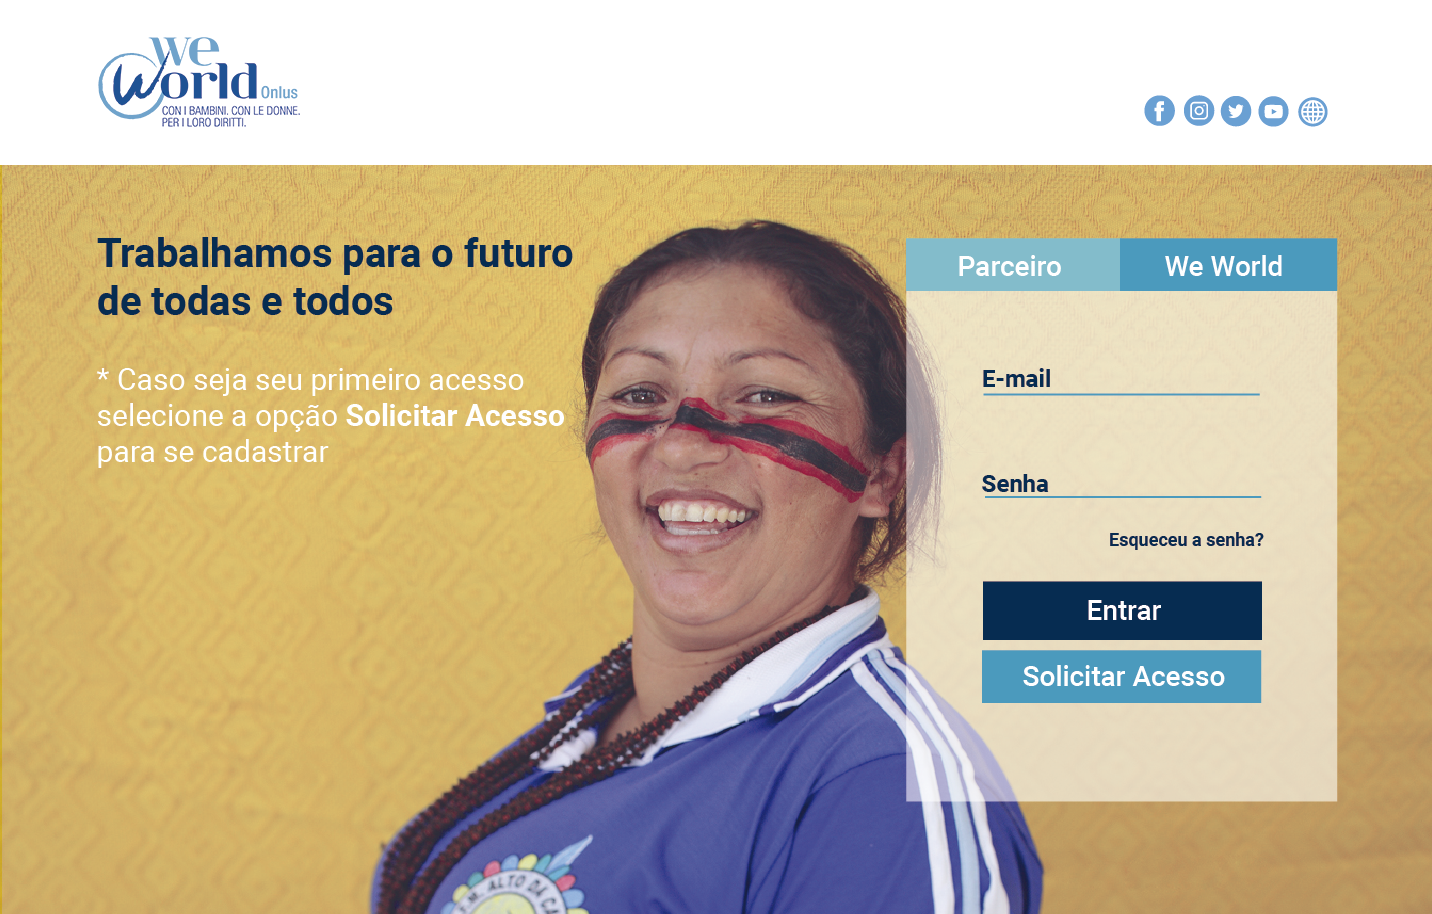 we
World Onlus
CON I BAMBINI. CON LE DONNE.
PER I LORO DIRITTI.
Trabalhamos para o futuro
de todas e todos
* Caso seja seu primeiro acesso
selecione a opção Solicitar Acesso
para se cadastrar
Parceiro
We World
E-mail
Senha
Esqueceu a senha?
Entrar
Solicitar Acesso
M. ALTO DA